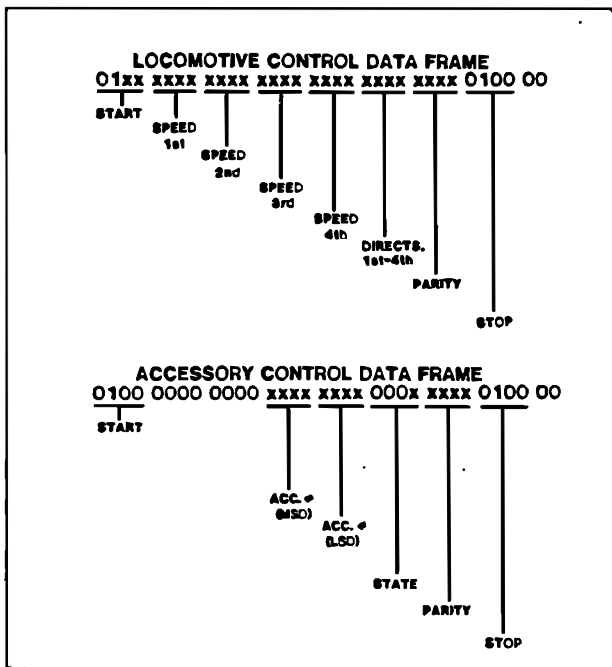 LOCOMOTIVE CONTROL DATA FRAME
01xx xxxx xxxx xxxx xxxx xxxx xxxx 0100 00
START
SPEED
1st
SPEED
2nd
SPEED
3rd
SPEED
4th
DIRECTS.
1st-4th
PARITY
STOP
ACCESSORY CONTROL DATA FRAME
0100 0000 0000 xxxx xxxx 000x xxxx 0100 00
START
ACC. #
(MSD)
ACC. #
(LSD)
STATE
PARITY
STOP